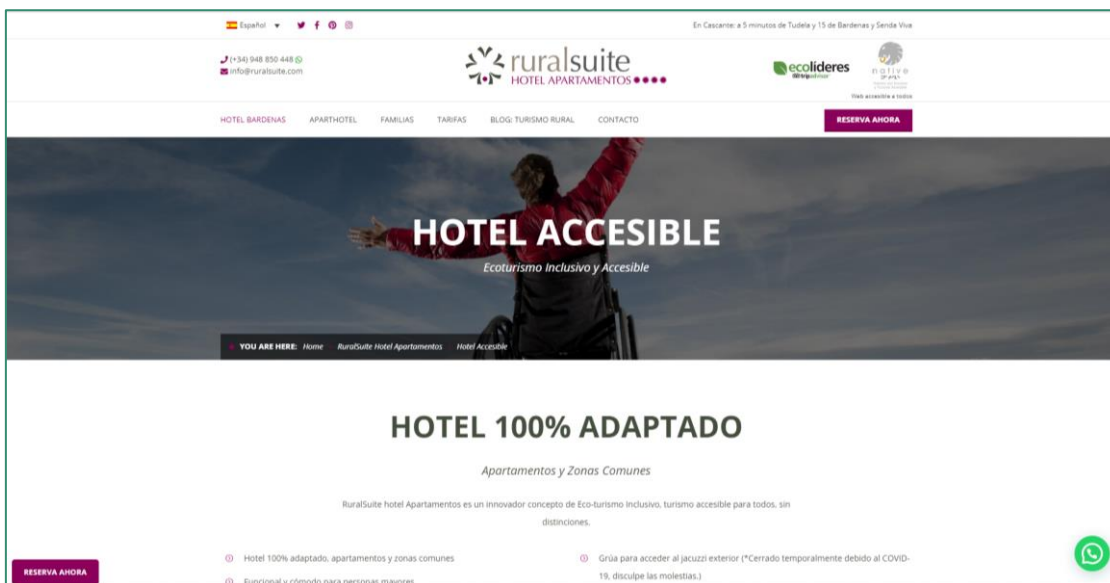 Español
En Cascante: a 5 minutos de Tudela y 15 de Bardenas y Senda Viva
(+34) 948 850 448
info@ruralsuite.com
ruralsuite
HOTEL APARTAMENTOS
ecolíderes
tripadvisor
native
Web accesible a todos
HOTEL BARDENAS APARTHOTEL FAMILIAS TARIFAS BLOG: TURISMO RURAL CONTACTO
RESERVA AHORA
HOTEL ACCESIBLE
Ecoturismo Inclusivo y Accesible
YOU ARE HERE: Home RuralSuite Hotel Apartamentos Hotel Accesible
HOTEL 100% ADAPTADO
Apartamentos y Zonas Comunes
RuralSuite hotel Apartamentos es un innovador concepto de Eco-turismo Inclusivo, turismo accesible para todos, sin
distinciones.
Hotel 100% adaptado, apartamentos y zonas comunes
Funcional y cómodo para personas mayores
Grúa para acceder al jacuzzi exterior (*Cerrado temporalmente debido al COVID-
19, disculpe las molestias.)
RESERVA AHORA